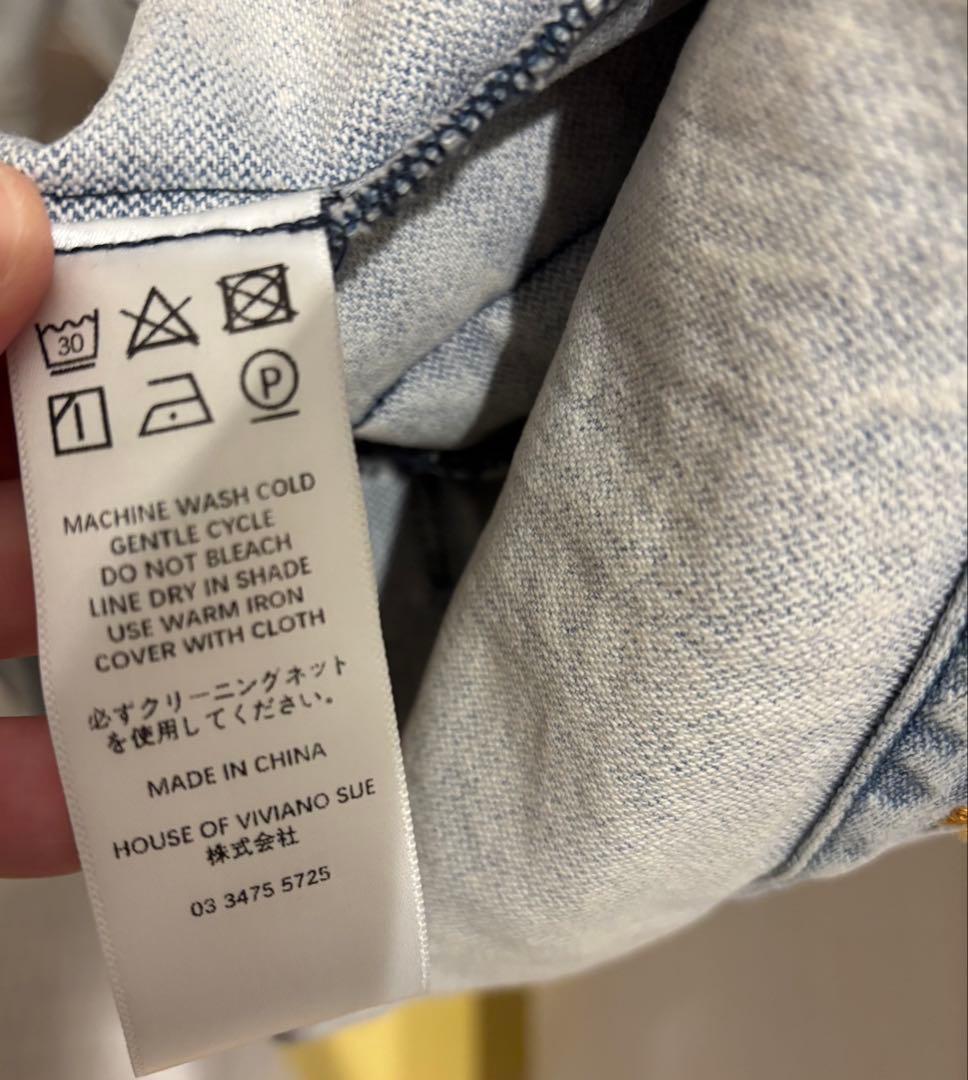 30
P
MACHINE WASH COLD
GENTLE CYCLE
DO NOT BLEACH
LINE DRY IN SHADE
USE WARM IRON
COVER WITH CLOTH
必ずクリーニングネット
を使用してください。
MADE IN CHINA
HOUSE OF VIVIANO SUE
株式会社
03 3475 5725